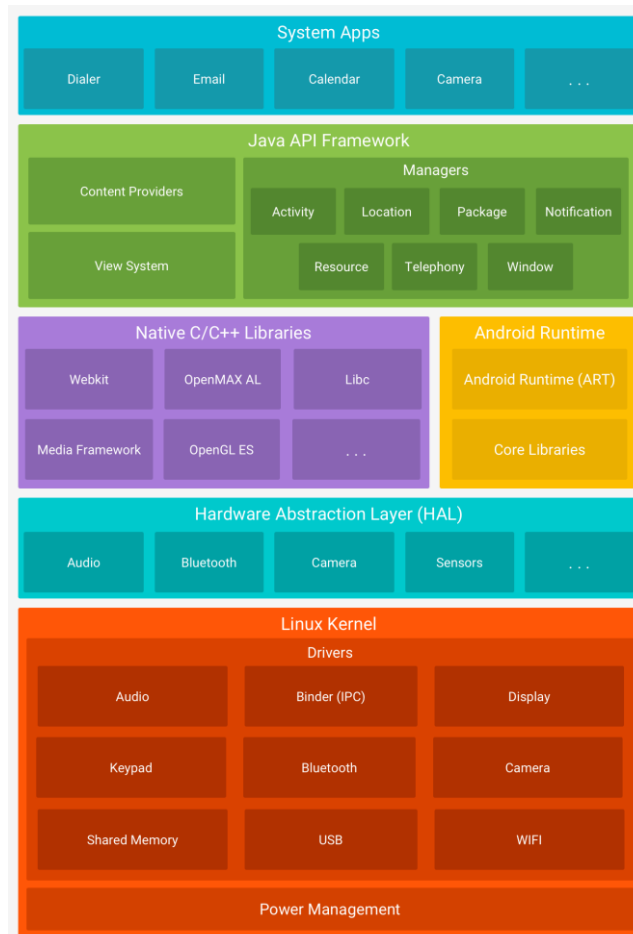 System Apps
Dialer
Email
Calendar
Camera
. . .
Java API Framework
Content Providers
View System
Managers
Activity
Location
Package
Notification
Resource
Telephony
Window
Native C/C++ Libraries
Webkit
OpenMAX AL
Libc
Media Framework
OpenGL ES
. . .
Android Runtime
Android Runtime (ART)
Core Libraries
Hardware Abstraction Layer (HAL)
Audio
Bluetooth
Camera
Sensors
. . .
Linux Kernel
Drivers
Audio
Binder (IPC)
Display
Keypad
Bluetooth
Camera
Shared Memory
USB
WIFI
Power Management